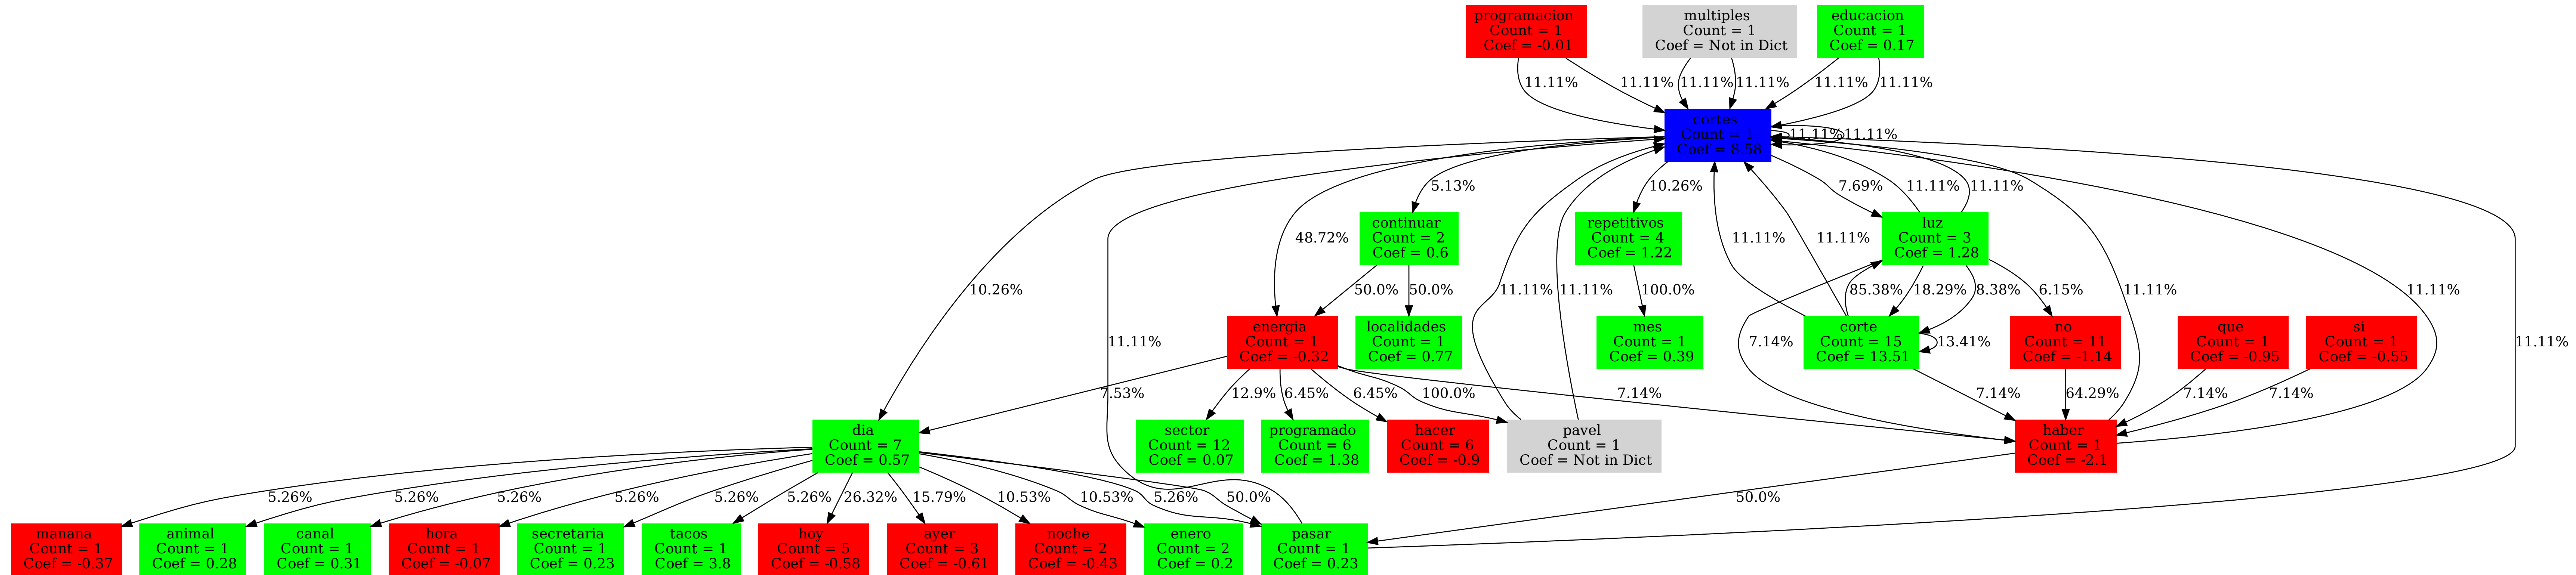 programacion
Count = 1
Coef = -0.01
multiples
Count = 1
Coef = Not in Dict
educacion
Count = 1
Coef = 0.17
11.11%
11.11%
11.11%
11.11%
11.11%
11.11%
cortes
Count = 1
Coef = 8.58
11.11%
11.11%
5.13%
10.26%
7.69%
11.11%
11.11%
continuar
Count = 2
Coef = 0.6
repetitivos
Count = 4
Coef = 1.22
luz
Count = 3
Coef = 1.28
48.72%
11.11%
11.11%
10.26%
50.0%
50.0%
11.11%
11.11%
100.0%
85.38%
18.29%
8.38%
6.15%
11.11%
11.11%
energia
Count = 1
Coef = -0.32
localidades
Count = 1
Coef = 0.77
mes
Count = 1
Coef = 0.39
corte
Count = 15
Coef = 13.51
no
Count = 11
Coef = -1.14
que
Count = 1
Coef = -0.95
si
Count = 1
Coef = -0.55
11.11%
7.14%
13.41%
11.11%
7.53%
12.9%
6.45%
6.45%
100.0%
7.14%
7.14%
64.29%
7.14%
7.14%
dia
Count = 7
Coef = 0.57
sector
Count = 12
Coef = 0.07
programado
Count = 6
Coef = 1.38
hacer
Count = 6
Coef = -0.9
pavel
Count = 1
Coef = Not in Dict
haber
Count = 1
Coef = -2.1
5.26%
5.26%
5.26%
5.26%
5.26%
5.26%
26.32%
15.79%
10.53%
10.53%
5.26%
50.0%
50.0%
manana
Count = 1
Coef = -0.37
animal
Count = 1
Coef = 0.28
canal
Count = 1
Coef = 0.31
hora
Count = 1
Coef = -0.07
secretaria
Count = 1
Coef = 0.23
tacos
Count = 1
Coef = 3.8
hoy
Count = 5
Coef = -0.58
ayer
Count = 3
Coef = -0.61
noche
Count = 2
Coef = -0.43
enero
Count = 2
Coef = 0.2
pasar
Count = 1
Coef = 0.23